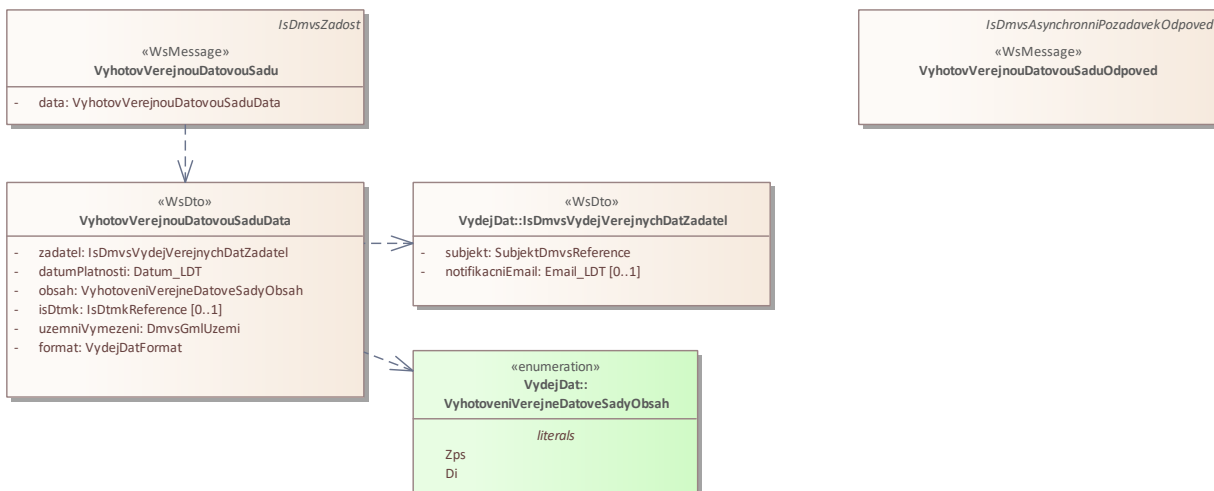 IsDmvsZadost
«WsMessage»
VyhotovVerejnouDatovouSadu
- data: VyhotovVerejnouDatovouSaduData
IsDmvsAsynchronniPozadavekOdpoved
«WsMessage»
VyhotovVerejnouDatovouSaduOdpoved
«WsDto»
VyhotovVerejnouDatovouSaduData
- zadatel: IsDmvsVydejVerejnychDatZadatel
- datumPlatnosti: Datum_LDT
- obsah: VyhotoveniVerejneDatoveSadyObsah
- isDtmk: IsDtmkReference [0..1]
- uzemniVymezeni: DmvsGmlUzemi
- format: VydejDatFormat
«WsDto»
VydejDat::IsDmvsVydejVerejnychDatZadatel
- subjekt: SubjektDmvsReference
- notifikacniEmail: Email_LDT [0..1]
«enumeration»
VydejDat::
VyhotoveniVerejneDatoveSadyObsah
literals
Zps
Di